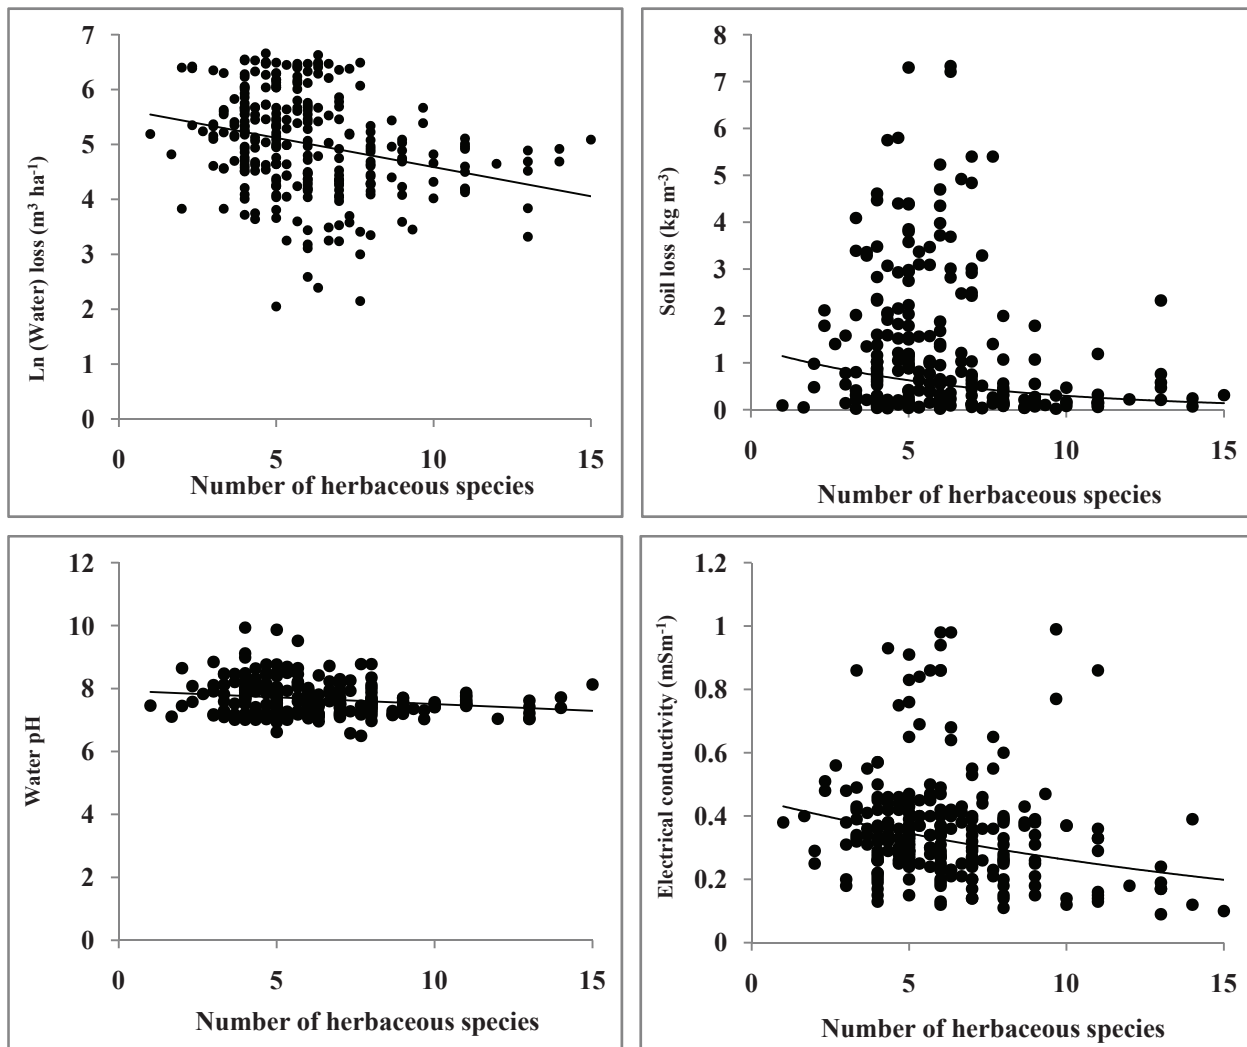 7
6
5
4
3
2
1
0
Ln (Water) loss (m³ ha⁻¹)
0 5 10 15
Number of herbaceous species
8
7
6
5
4
3
2
1
0
Soil loss (kg m⁻³)
0 5 10 15
Number of herbaceous species
12
10
8
6
4
2
0
Water pH
0 5 10 15
Number of herbaceous species
1.2
1
0.8
0.6
0.4
0.2
0
Electrical conductivity (mSm⁻¹)
0 5 10 15
Number of herbaceous species